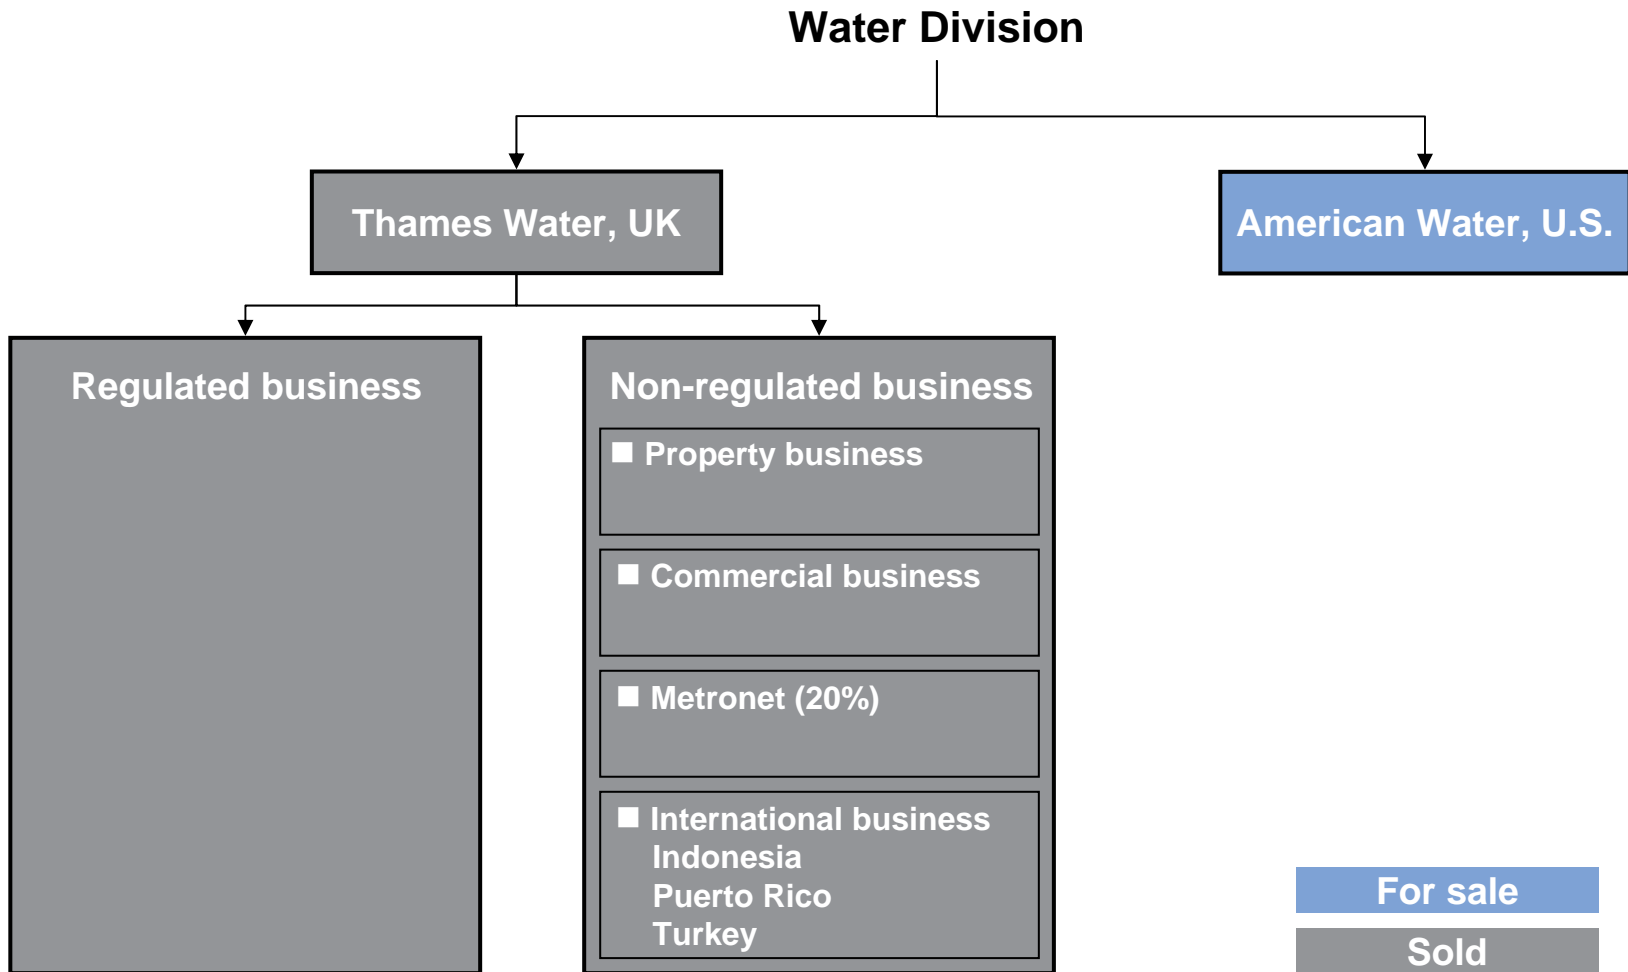 Water Division
Thames Water, UK
American Water, U.S.
Regulated business
Non-regulated business
■ Property business
■ Commercial business
■ Metronet (20%)
■ International business
Indonesia
Puerto Rico
Turkey
For sale
Sold